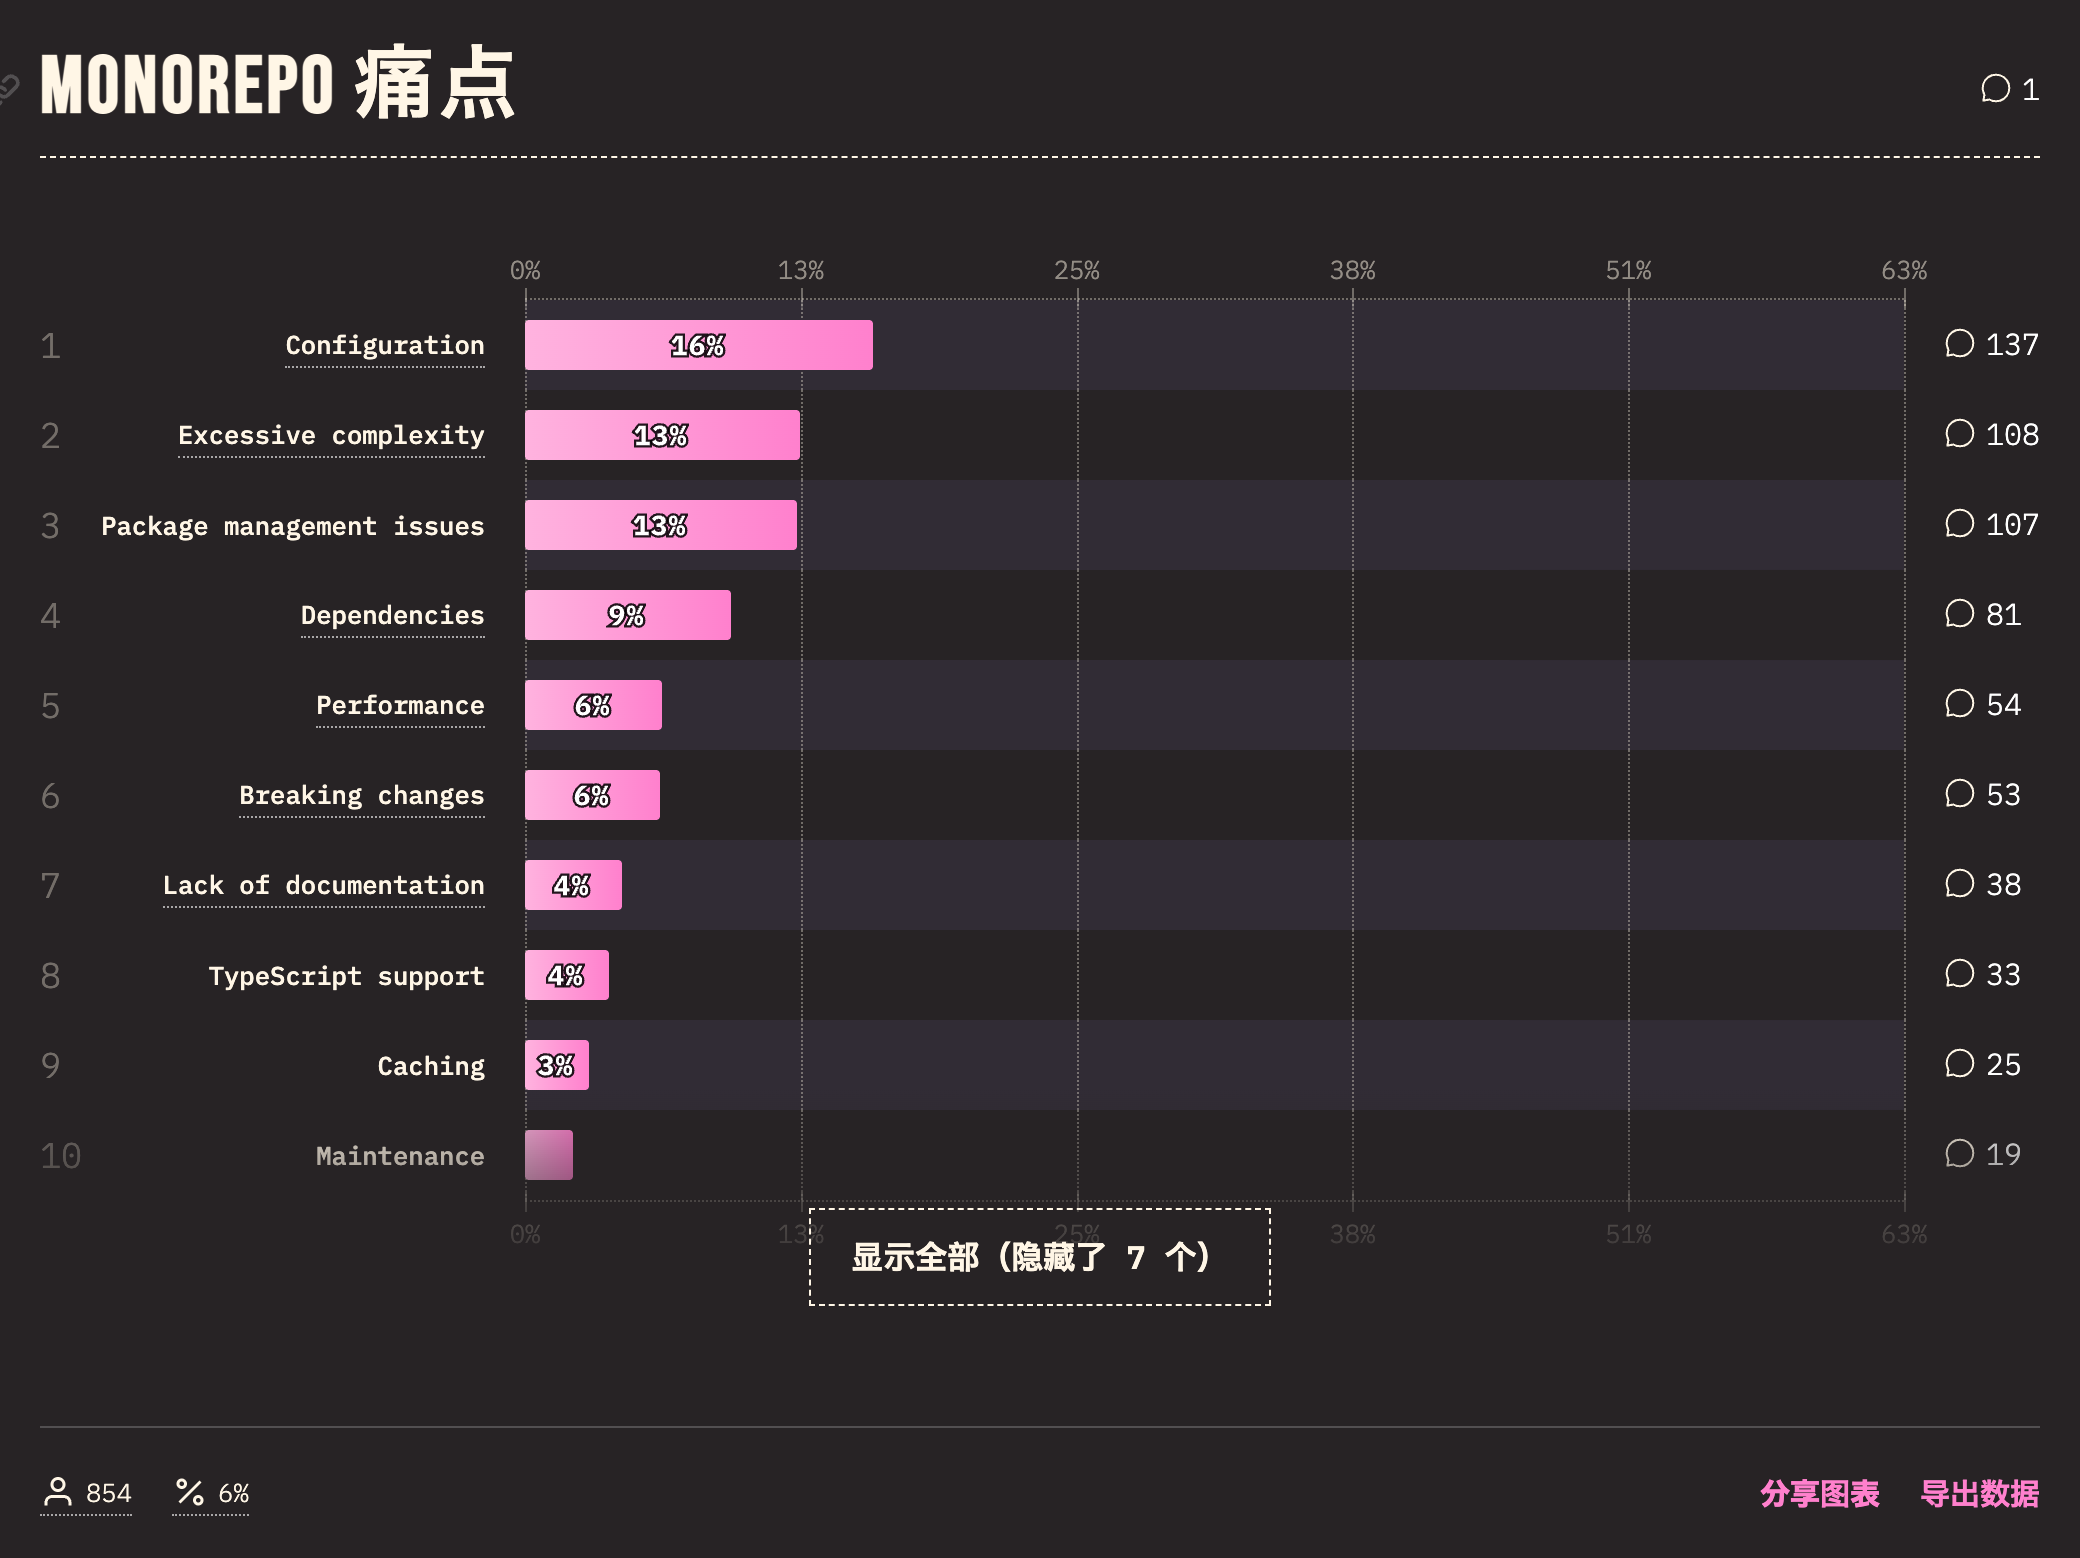 MONOREPO 痛点
1
0% 13% 25% 38% 51% 63%
1 Configuration 16% 137
2 Excessive complexity 13% 108
3 Package management issues 13% 107
4 Dependencies 9% 81
5 Performance 6% 54
6 Breaking changes 6% 53
7 Lack of documentation 4% 38
8 TypeScript support 4% 33
9 Caching 3% 25
10 Maintenance 19
0% 13% 25% 38% 51% 63%
显示全部（隐藏了 7 个）
854 6% 分享图表 导出数据